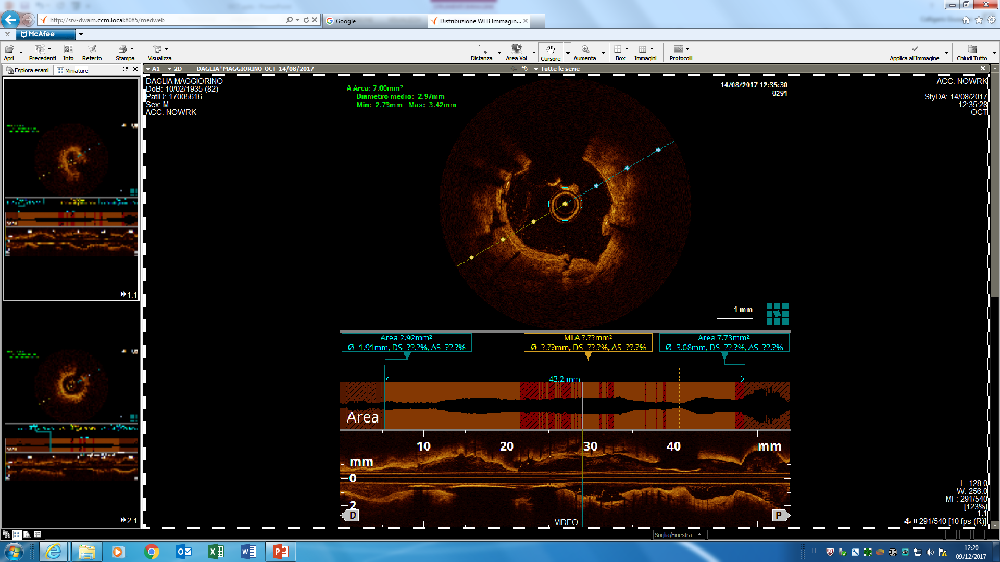 http://srv-dwam.ccm.local:8085/medweb
Google
Distribuzione WEB Immagin...
McAfee
Apri
Precedenti
Info
Referto
Stampa
Visualizza
Distanza
Area Vol
Cursore
Aumenta
Box
Immagini
Protocolli
Applica all'Immagine
Chiudi Tutto
Esplora esami
Miniature
A1
2D
DAGLIA*MAGGIORINO-OCT-14/08/2017
Tutte le serie
DAGLIA MAGGIORINO
DoB: 10/02/1935 (82)
PatID: 17005616
Sex: M
ACC: NOWRK
A Area: 7.00mm²
Diametro medio: 2.97mm
Min: 2.73mm Max: 3.42mm
14/08/2017 12:35:30
0291
ACC: NOWRK
StyDA: 14/08/2017
12:35:28
OCT
1 mm
Area 2.92mm²
Ø=1.91mm, DS=??.?%, AS=??.?%
MLA ?.??mm²
Ø=?.??mm, DS=??.?%, AS=??.?%
Area 7.73mm²
Ø=3.08mm, DS=??.?%, AS=??.?%
43.2 mm
Area
10
20
30
40
mm
mm
0
2
D
P
VIDEO
L: 128.0
W: 256.0
MF: 291/540
[123%]
1.1
291/540 [10 fps (R)]
1.1
2.1
Soglia/Finestra
IT
12:20
09/12/2017